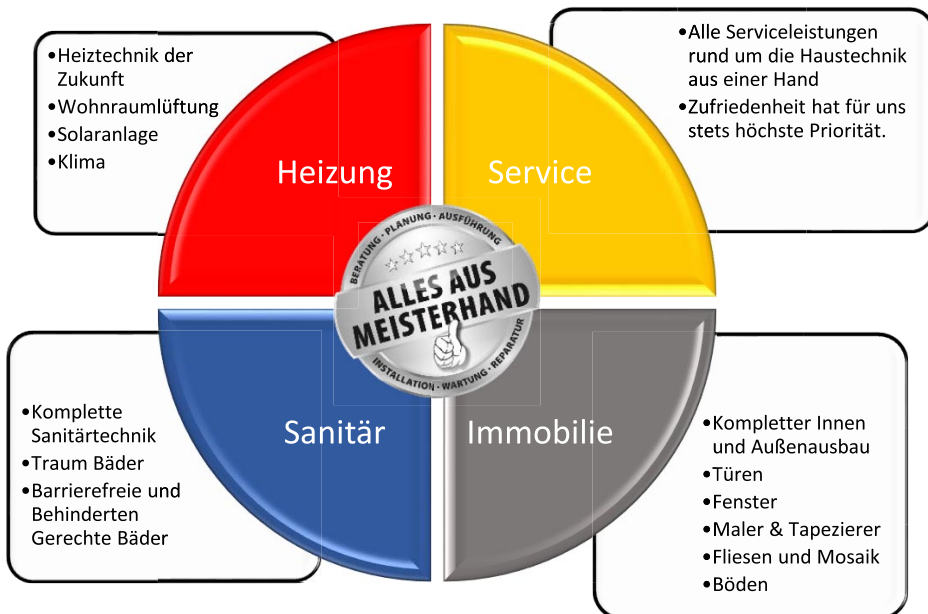 •Heiztechnik der
Zukunft
•Wohnraumlüftung
•Solaranlage
•Klima
Heizung
•Alle Serviceleistungen
rund um die Haustechnik
aus einer Hand
•Zufriedenheit hat für uns
stets höchste Priorität.
Service
BERATUNG · PLANUNG · AUSFÜHRUNG
ALLES AUS
MEISTERHAND
INSTALLATION · WARTUNG · REPARATUR
•Komplette
Sanitärtechnik
•Traum Bäder
•Barrierefreie und
Behinderten
Gerechte Bäder
Sanitär
Immobilie
•Kompletter Innen
und Außenausbau
•Türen
•Fenster
•Maler & Tapezierer
•Fliesen und Mosaik
•Böden